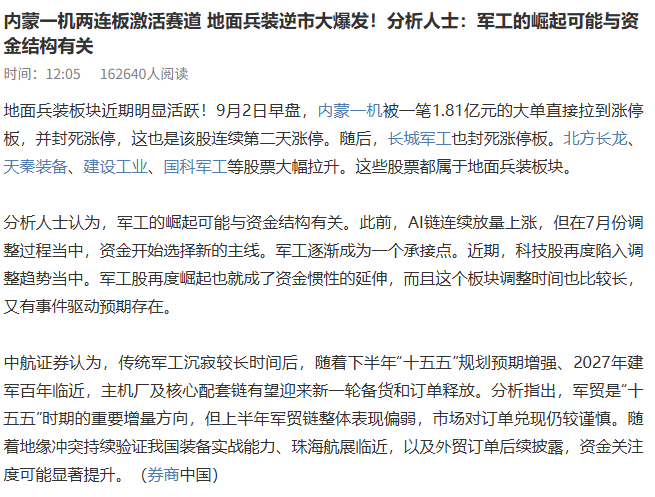 内蒙一机两连板激活赛道 地面兵装逆市大爆发！分析人士：军工的崛起可能与资
金结构有关
时间：12:05 162640人阅读
地面兵装板块近期明显活跃！9月2日早盘，内蒙一机被一笔1.81亿元的大单直接拉到涨停
板，并封死涨停，这也是该股连续第二天涨停。随后，长城军工也封死涨停板。北方长龙、
天秦装备、建设工业、国科军工等股票大幅拉升。这些股票都属于地面兵装板块。
分析人士认为，军工的崛起可能与资金结构有关。此前，AI链连续放量上涨，但在7月份调
整过程当中，资金开始选择新的主线。军工逐渐成为一个承接点。近期，科技股再度陷入调
整趋势当中。军工股再度崛起也就成了资金惯性的延伸，而且这个板块调整时间也比较长，
又有事件驱动预期存在。
中航证券认为，传统军工沉寂较长时间后，随着下半年“十五五”规划预期增强、2027年建
军百年临近，主机厂及核心配套链有望迎来新一轮备货和订单释放。分析指出，军贸是“十
五五”时期的重要增量方向，但上半年军贸链整体表现偏弱，市场对订单兑现仍较谨慎。随
着地缘冲突持续验证我国装备实战能力、珠海航展临近，以及外贸订单后续披露，资金关注
度可能显著提升。（券商中国）